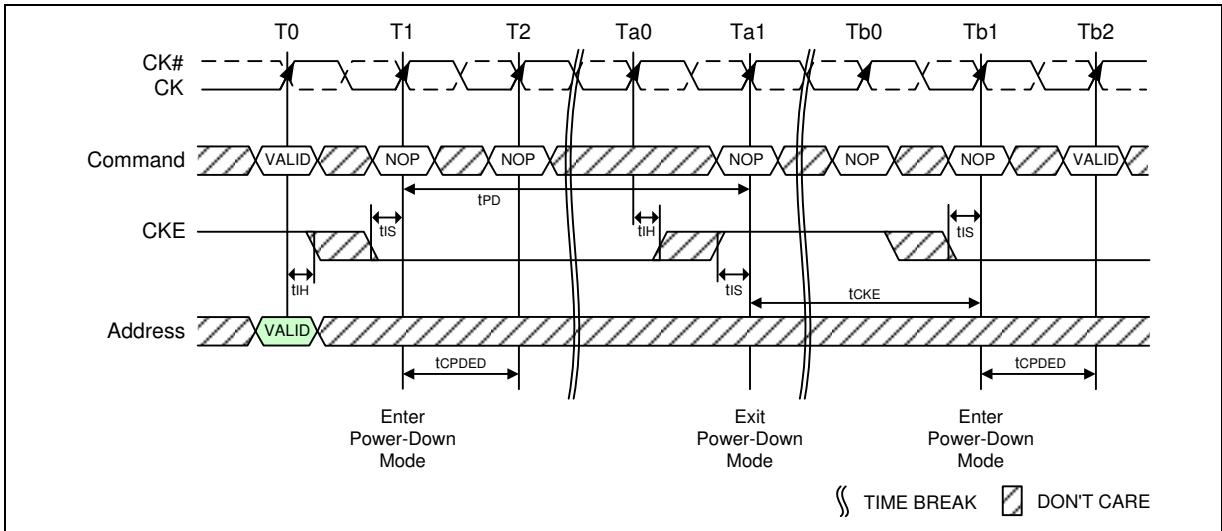 T0 T1 T2 Ta0 Ta1 Tb0 Tb1 Tb2
CK#
CK
Command VALID NOP NOP NOP NOP NOP VALID
tPD
CKE tIS tIH tIS
tIH tIS
tCKE
Address VALID
tCPDED tCPDED
Enter
Power-Down
Mode
Exit
Power-Down
Mode
Enter
Power-Down
Mode
TIME BREAK DON'T CARE